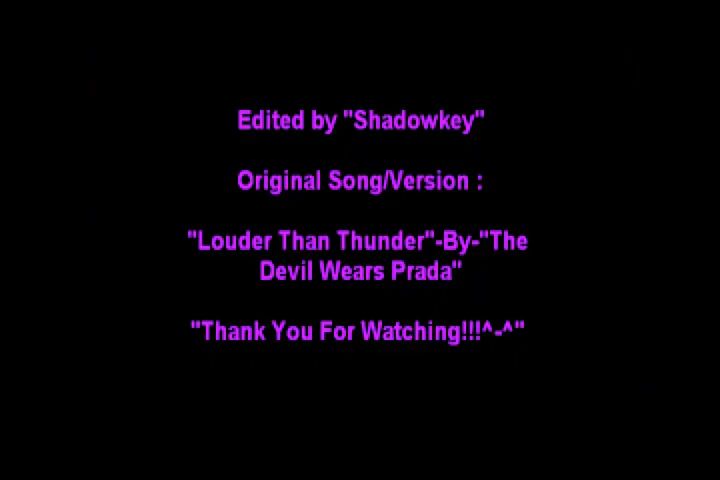 Edited by "Shadowkey"
Original Song/Version :
"Louder Than Thunder"-By-"The
Devil Wears Prada"
"Thank You For Watching!!!^-^"